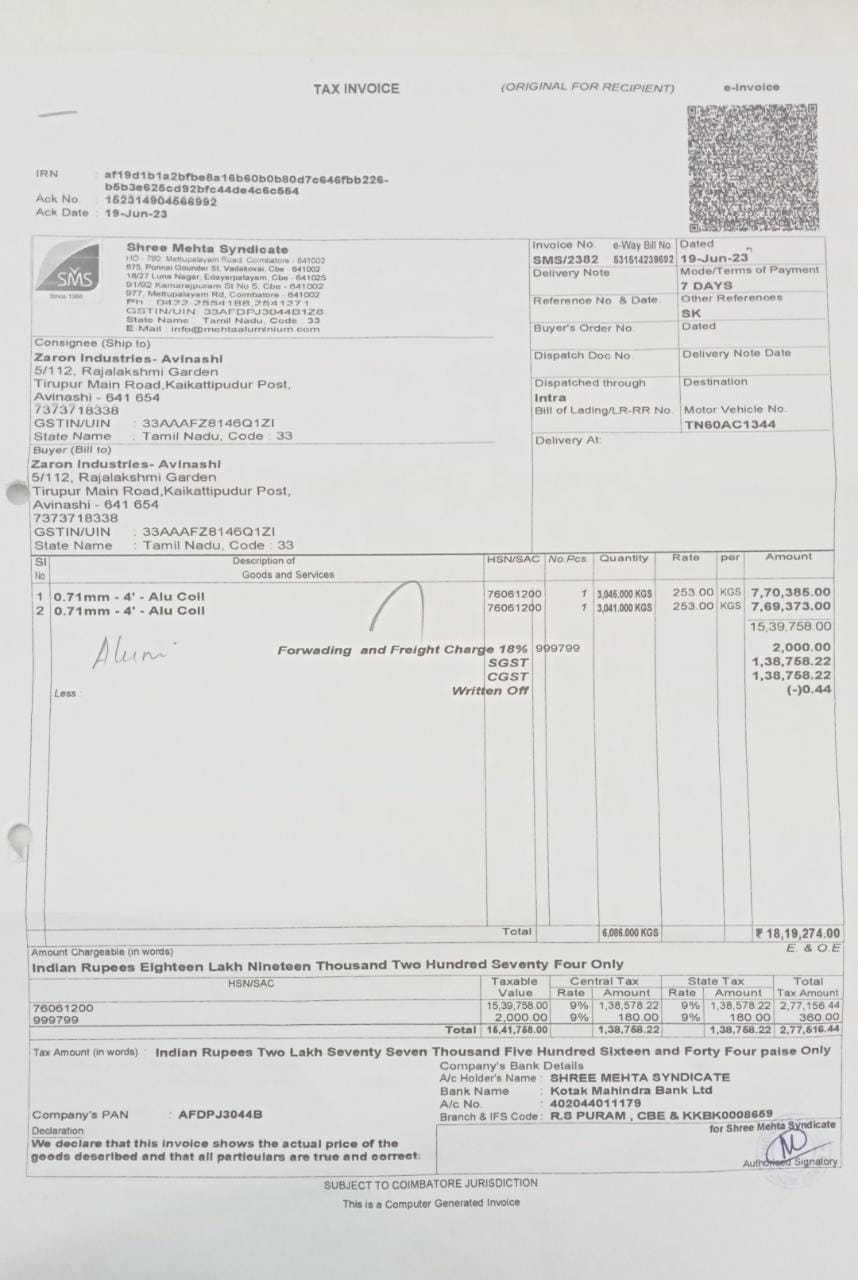 TAX INVOICE (ORIGINAL FOR RECIPIENT) e-Invoice
IRN : af19d1b1a2bfbe8a16b60b0b80d7c646fbb226-
b5b3e625cd92bfc44de4c6c554
Ack No : 152314904566992
Ack Date : 19-Jun-23
SMS
Since 1986
Shree Mehta Syndicate
HO - 790, Mettupalayam Road, Coimbatore - 641002
675, Ponnai Gounder St, Vadakovai, Cbe - 641002
18/27 Luna Nagar, Edayarpalayam, Cbe - 641025
91/92 Kamarajpuram St No 5, Cbe - 641002
977, Mettupalayam Rd, Coimbatore - 641002
PH : 0422-2554188,2541271
GSTIN/UIN: 33AFDPJ3044B1Z6
State Name : Tamil Nadu, Code : 33
E-Mail : info@mehtaaluminium.com
Invoice No. e-Way Bill No. Dated
SMS/2382 531514239692 19-Jun-23
Delivery Note Mode/Terms of Payment
7 DAYS
Reference No. & Date. Other References
SK
Buyer's Order No. Dated
Dispatch Doc No. Delivery Note Date
Dispatched through Destination
Intra
Bill of Lading/LR-RR No. Motor Vehicle No.
TN60AC1344
Delivery At:
Consignee (Ship to)
Zaron Industries- Avinashi
5/112, Rajalakshmi Garden
Tirupur Main Road,Kaikattipudur Post,
Avinashi - 641 654
7373718338
GSTIN/UIN : 33AAAFZ8146Q1ZI
State Name : Tamil Nadu, Code : 33
Buyer (Bill to)
Zaron Industries- Avinashi
5/112, Rajalakshmi Garden
Tirupur Main Road,Kaikattipudur Post,
Avinashi - 641 654
7373718338
GSTIN/UIN : 33AAAFZ8146Q1ZI
State Name : Tamil Nadu, Code : 33
Sl Description of HSN/SAC No.Pcs Quantity Rate per Amount
No Goods and Services
1 0.71mm - 4' - Alu Coil 76061200 1 3,045.000 KGS 253.00 KGS 7,70,385.00
2 0.71mm - 4' - Alu Coil 76061200 1 3,041.000 KGS 253.00 KGS 7,69,373.00
15,39,758.00
Alumi
Forwading and Freight Charge 18% 999799 2,000.00
SGST 1,38,758.22
CGST 1,38,758.22
Less : Written Off (-)0.44
Total 6,086.000 KGS ₹ 18,19,274.00
Amount Chargeable (in words) E. & O.E
Indian Rupees Eighteen Lakh Nineteen Thousand Two Hundred Seventy Four Only
HSN/SAC Taxable Central Tax State Tax Total
Value Rate Amount Rate Amount Tax Amount
76061200 15,39,758.00 9% 1,38,578.22 9% 1,38,578.22 2,77,156.44
999799 2,000.00 9% 180.00 9% 180.00 360.00
Total 15,41,758.00 1,38,758.22 1,38,758.22 2,77,516.44
Tax Amount (in words) : Indian Rupees Two Lakh Seventy Seven Thousand Five Hundred Sixteen and Forty Four paise Only
Company's Bank Details
A/c Holder's Name : SHREE MEHTA SYNDICATE
Bank Name : Kotak Mahindra Bank Ltd
A/c No. : 402044011179
Company's PAN : AFDPJ3044B
Branch & IFS Code : R.S PURAM , CBE & KKBK0008659
Declaration
We declare that this invoice shows the actual price of the
goods described and that all particulars are true and correct.
for Shree Mehta Syndicate
Authorised Signatory
SUBJECT TO COIMBATORE JURISDICTION
This is a Computer Generated Invoice